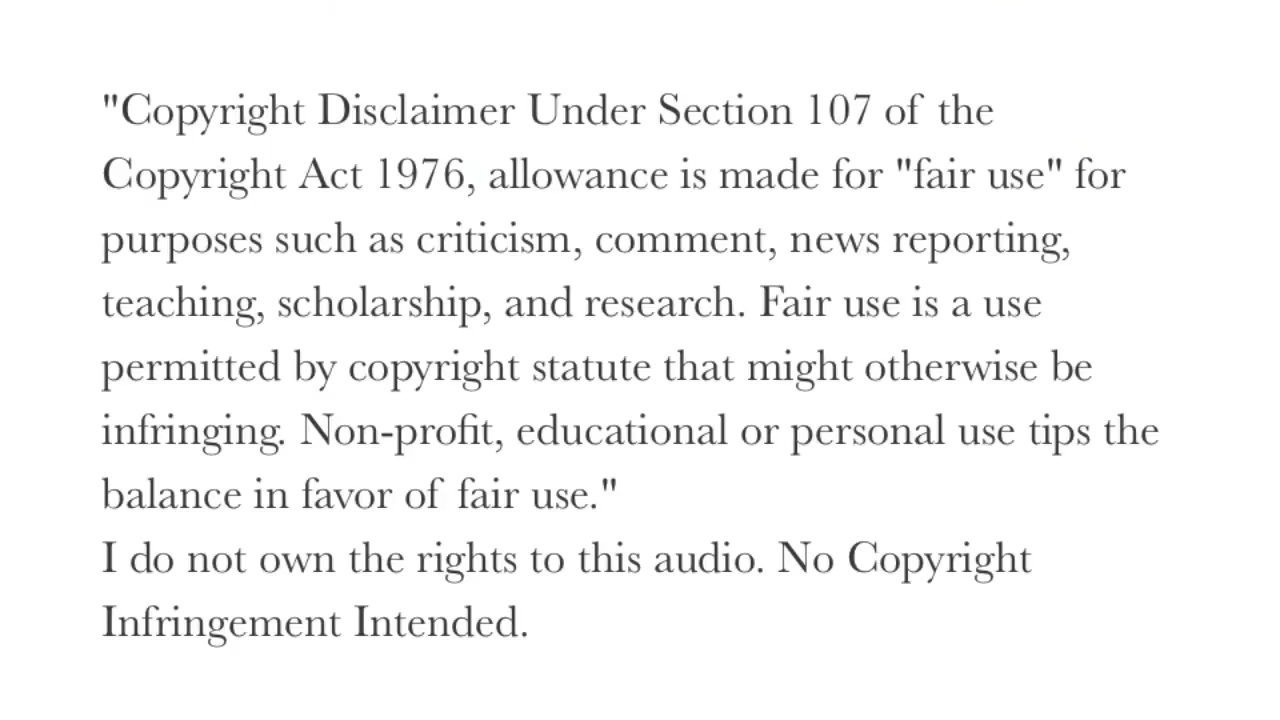 "Copyright Disclaimer Under Section 107 of the
Copyright Act 1976, allowance is made for "fair use" for
purposes such as criticism, comment, news reporting,
teaching, scholarship, and research. Fair use is a use
permitted by copyright statute that might otherwise be
infringing. Non-profit, educational or personal use tips the
balance in favor of fair use."
I do not own the rights to this audio. No Copyright
Infringement Intended.